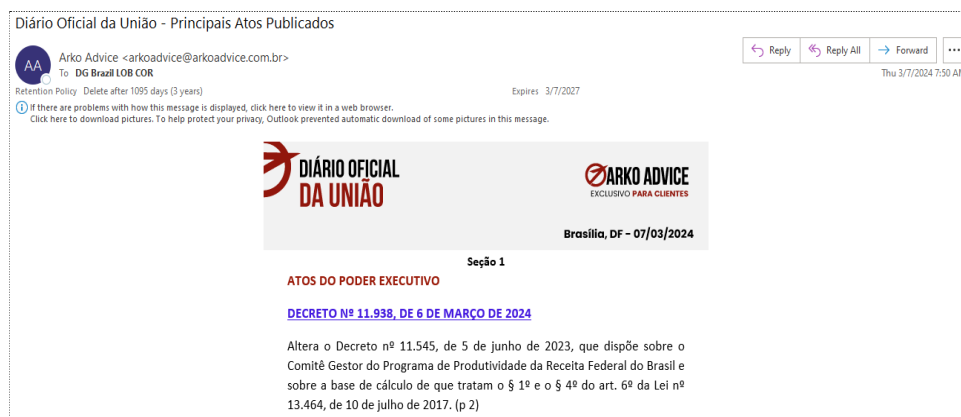 Diário Oficial da União - Principais Atos Publicados
AA
Arko Advice <arkoadvice@arkoadvice.com.br>
To DG Brazil LOB COR
Reply
Reply All
Forward
Thu 3/7/2024 7:50 AM
Retention Policy Delete after 1095 days (3 years)
Expires 3/7/2027
If there are problems with how this message is displayed, click here to view it in a web browser.
Click here to download pictures. To help protect your privacy, Outlook prevented automatic download of some pictures in this message.
DIÁRIO OFICIAL
DA UNIÃO
ARKO ADVICE
EXCLUSIVO PARA CLIENTES
Brasília, DF – 07/03/2024
Seção 1
ATOS DO PODER EXECUTIVO
DECRETO Nº 11.938, DE 6 DE MARÇO DE 2024
Altera o Decreto nº 11.545, de 5 de junho de 2023, que dispõe sobre o
Comitê Gestor do Programa de Produtividade da Receita Federal do Brasil e
sobre a base de cálculo de que tratam o § 1º e o § 4º do art. 6º da Lei nº
13.464, de 10 de julho de 2017. (p 2)